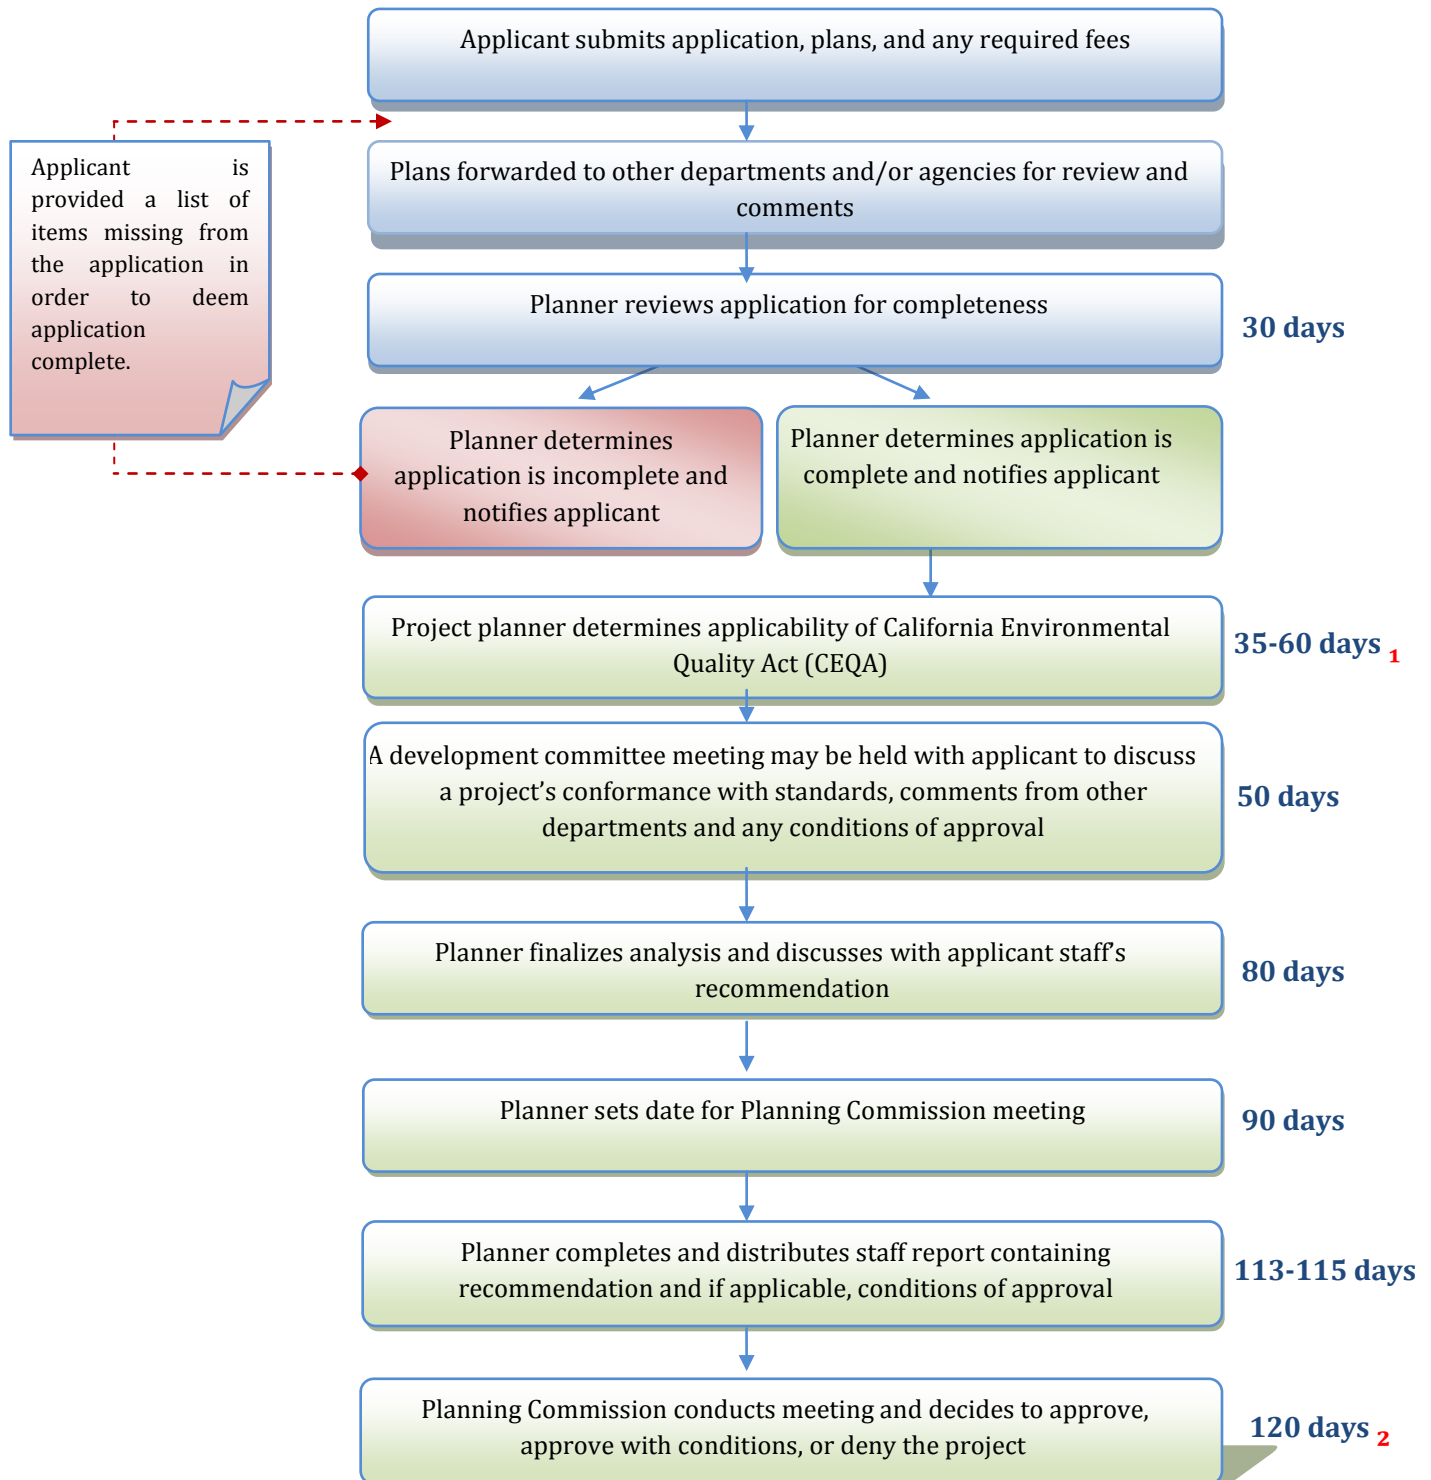 Applicant submits application, plans, and any required fees
Applicant is
provided a list of
items missing from
the application in
order to deem
application
complete.
Plans forwarded to other departments and/or agencies for review and
comments
Planner reviews application for completeness
30 days
Planner determines
application is incomplete and
notifies applicant
Planner determines application is
complete and notifies applicant
Project planner determines applicability of California Environmental
Quality Act (CEQA)
35-60 days 1
A development committee meeting may be held with applicant to discuss
a project’s conformance with standards, comments from other
departments and any conditions of approval
50 days
Planner finalizes analysis and discusses with applicant staff’s
recommendation
80 days
Planner sets date for Planning Commission meeting
90 days
Planner completes and distributes staff report containing
recommendation and if applicable, conditions of approval
113-115 days
Planning Commission conducts meeting and decides to approve,
approve with conditions, or deny the project
120 days 2